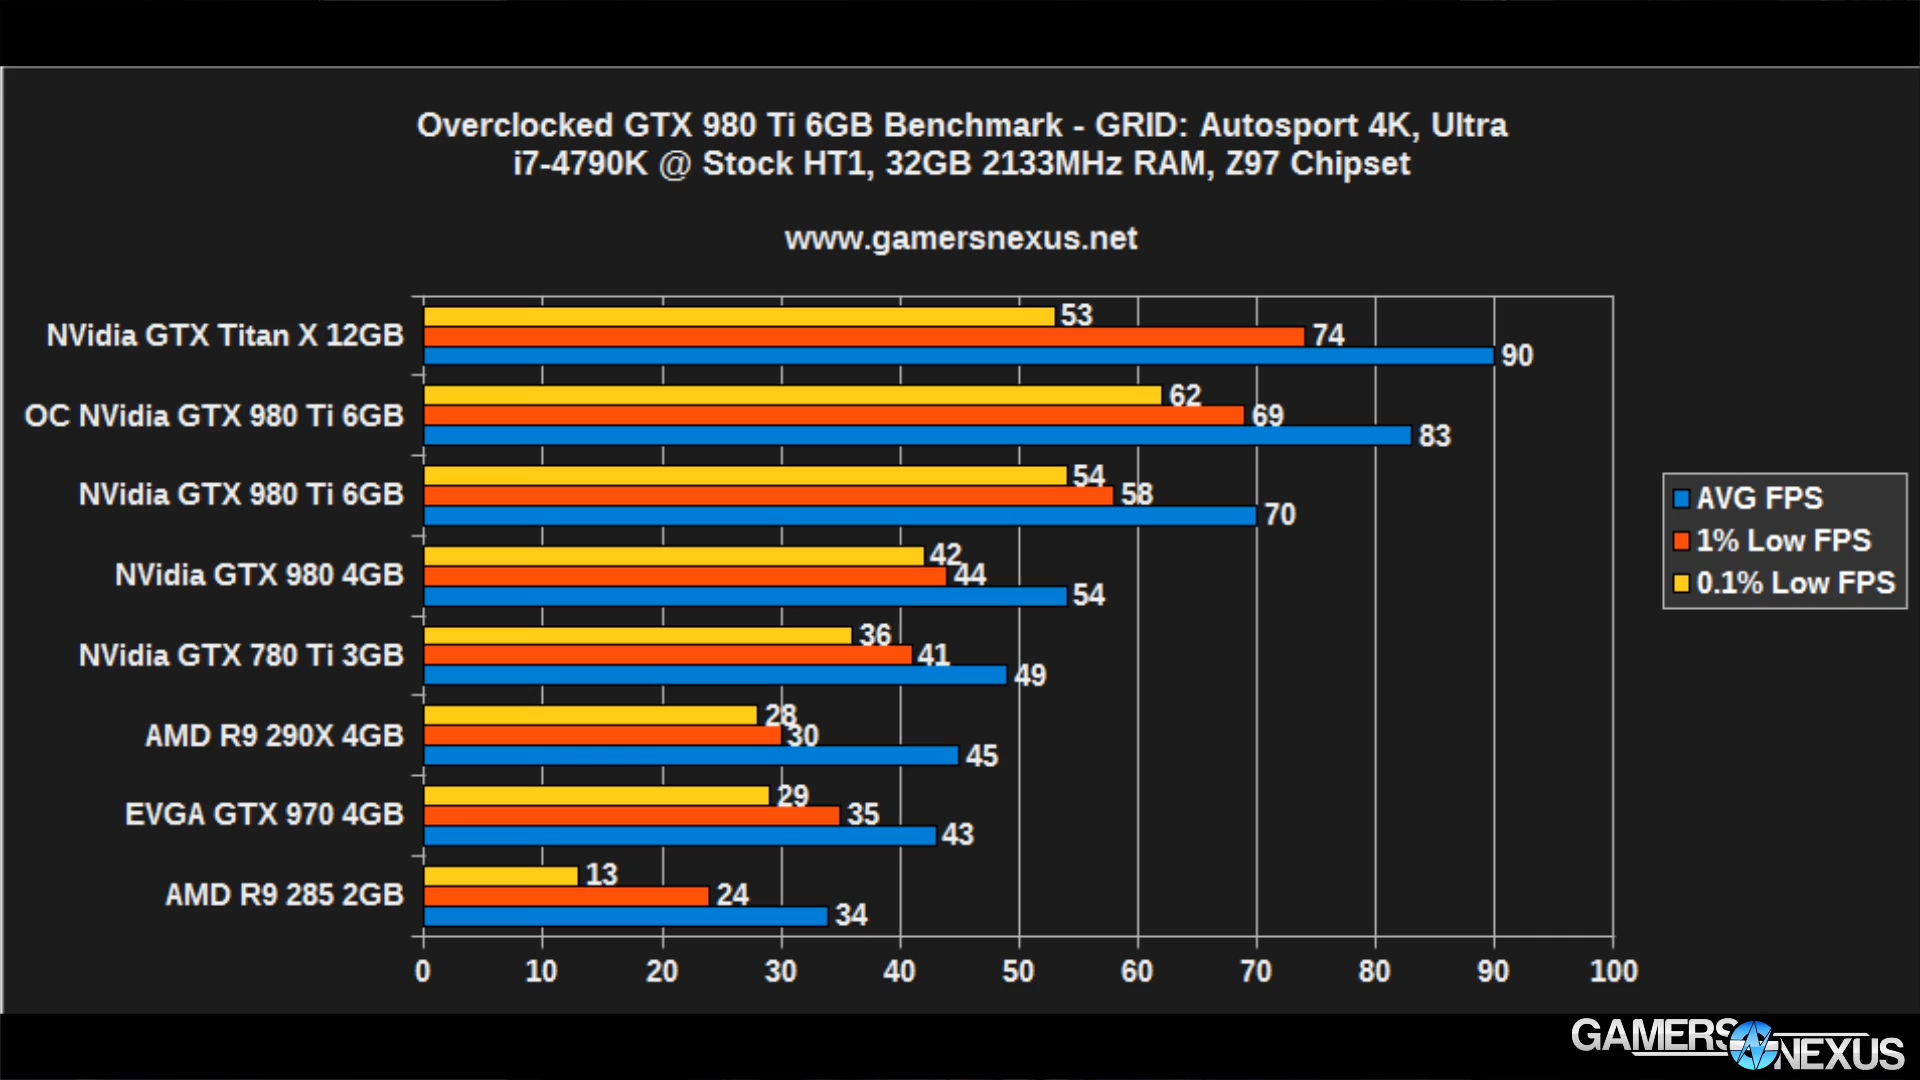 Overclocked GTX 980 Ti 6GB Benchmark - GRID: Autosport 4K, Ultra
i7-4790K @ Stock HT1, 32GB 2133MHz RAM, Z97 Chipset
www.gamersnexus.net
NVidia GTX Titan X 12GB
53
74
90
OC NVidia GTX 980 Ti 6GB
62
69
83
NVidia GTX 980 Ti 6GB
54
58
70
NVidia GTX 980 4GB
42
44
54
NVidia GTX 780 Ti 3GB
36
41
49
AMD R9 290X 4GB
28
30
45
EVGA GTX 970 4GB
29
35
43
AMD R9 285 2GB
13
24
34
0 10 20 30 40 50 60 70 80 90 100
AVG FPS
1% Low FPS
0.1% Low FPS
GAMERS
NEXUS